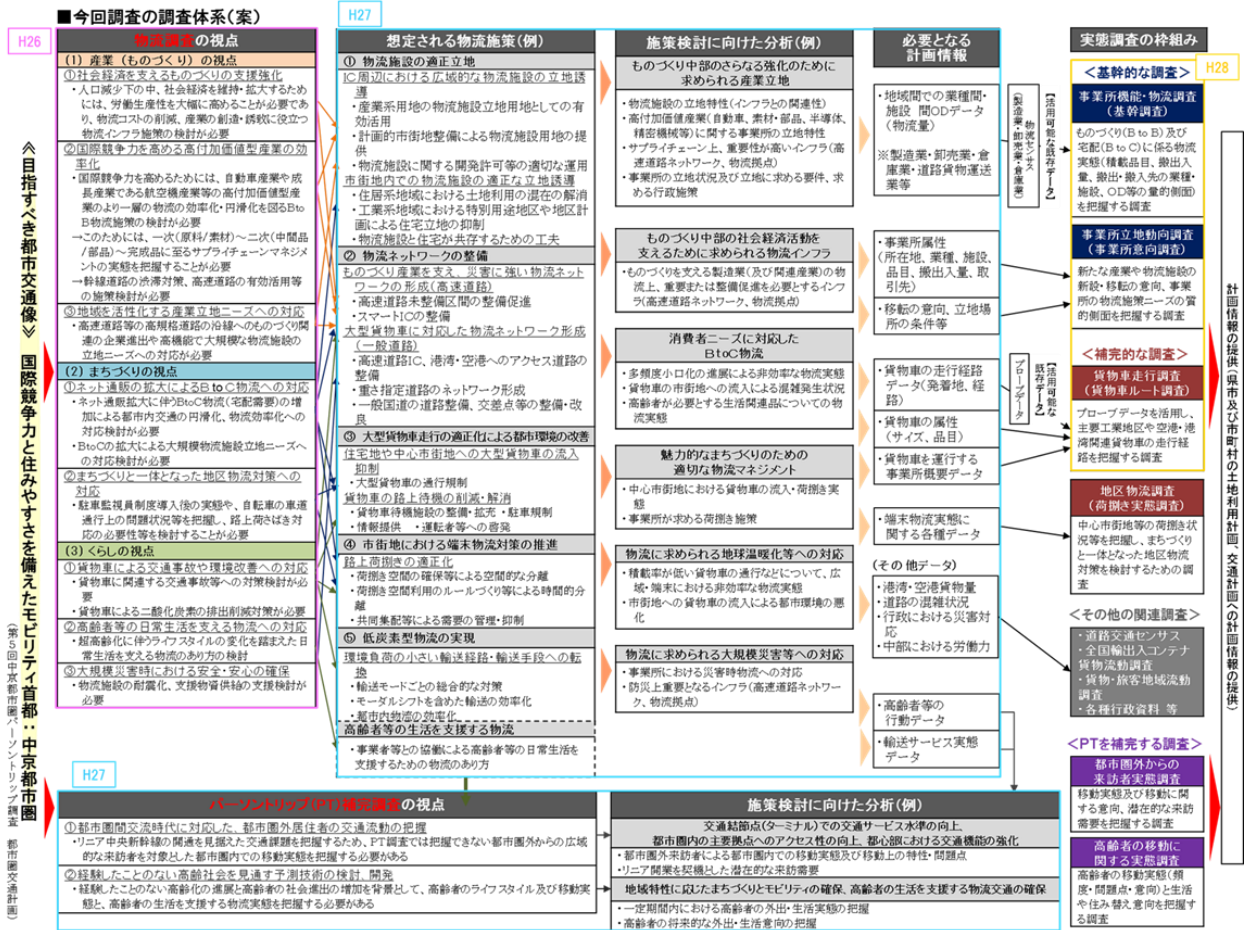 ■今回調査の調査体系(案)
H26
H27
H28
物流調査の視点
(1) 産業(ものづくり)の視点
①社会経済を支えるものづくりの支援強化
・人口減少下の中、社会経済を維持・拡大するため
には、労働生産性を大幅に高めることが必要であ
り、物流コストの削減、産業の創造・誘致に役立つ
物流インフラ施策の検討が必要
②国際競争力を高める高付加価値型産業の効
率化
・国際競争力を高めるためには、自動車産業や成
長産業である航空機産業等の高付加価値型産
業のより一層の物流の効率化・円滑化を図るBto
B物流施策の検討が必要
→このためには、一次(原料/素材)~二次(中間品
/部品)~完成品に至るサプライチェーンマネジメ
ントの実態を把握することが必要
→幹線道路の渋滞対策、高速道路の有効活用等
の施策検討が必要
③地域を活性化する産業立地ニーズへの対応
・高速道路等の高規格道路の沿線へのものづくり関
連の企業進出や高機能で大規模な物流施設の
立地ニーズへの対応が必要
(2) まちづくりの視点
①ネット通販の拡大によるB to C物流への対応
・ネット通販拡大に伴うBtoC物流(宅配需要)の増
加による都市内交通の円滑化、物流効率化への
対応検討が必要
・BtoCの拡大による大規模物流施設立地ニーズへ
の対応検討が必要
②まちづくりと一体となった地区物流対策への
対応
・駐車監視員制度導入後の実態や、自転車の車道
通行上の問題状況等を把握し、路上荷さばき対
応の必要性等を検討することが必要
(3) くらしの視点
①貨物車による交通事故や環境改善への対応
・貨物車に関連する交通事故等への対策検討が必
要
・貨物車による二酸化炭素の排出削減対策が必要
②高齢者等の日常生活を支える物流への対応
・超高齢化に伴うライフスタイルの変化を踏まえた日
常生活を支える物流のあり方の検討
③大規模災害時における安全・安心の確保
・物流施設の耐震化、支援物資供給の支援検討が
必要
想定される物流施策(例)
① 物流施設の適正立地
IC周辺における広域的な物流施設の立地誘
導
・産業系用地の物流施設立地用地としての有
効活用
・計画的市街地整備による物流施設用地の提
供
・物流施設に関する開発許可等の適切な運用
市街地内での物流施設の適正な立地誘導
・住居系地域における土地利用の混在の解消
・工業系地域における特別用途地区や地区計
画による住宅立地の抑制
・物流施設と住宅が共存するための工夫
② 物流ネットワークの整備
ものづくり産業を支え、災害に強い物流ネット
ワークの形成(高速道路)
・高速道路未整備区間の整備促進
・スマートICの整備
大型貨物車に対応した物流ネットワーク形成
(一般道路)
・高速道路IC、港湾・空港へのアクセス道路の
整備
・重さ指定道路のネットワーク形成
・一般国道の道路整備、交差点等の整備・改
良
③ 大型貨物車走行の適正化による都市環境の改善
住宅地や中心市街地への大型貨物車の流入
抑制
・大型貨物車の通行規制
貨物車の路上待機の削減・解消
・貨物車待機施設の整備・拡充 ・駐車規制
・情報提供 ・運転者等への啓発
④ 市街地における端末物流対策の推進
路上荷捌きの適正化
・荷捌き空間の確保等による空間的な分離
・荷捌き空間利用のルールづくり等による時間的分
離
・共同集配等による需要の管理・抑制
⑤ 低炭素型物流の実現
環境負荷の小さい輸送経路・輸送手段への転
換
・輸送モードごとの総合的な対策
・モーダルシフトを含めた輸送の効率化
・都市内物流の効率化
高齢者等の生活を支援する物流
・事業者等との協働による高齢者等の日常生活を
支援するための物流のあり方
施策検討に向けた分析(例)
ものづくり中部のさらなる強化のために
求められる産業立地
・物流施設の立地特性(インフラとの関連性)
・高付加価値産業(自動車、素材・部品、半導体、
精密機械等)に関する事業所の立地特性
・サプライチェーン上、重要性が高いインフラ(高
速道路ネットワーク、物流拠点)
・事業所の立地状況及び立地に求める要件、求
める行政施策
ものづくり中部の社会経済活動を
支えるために求められる物流インフラ
・ものづくりを支える製造業(及び関連産業)の物
流上、重要または整備促進を必要とするインフ
ラ(高速道路ネットワーク、物流拠点)
消費者ニーズに対応した
BtoC物流
・多頻度小口化の進展による非効率な物流実態
・貨物車の市街地への流入による混雑発生状況
・高齢者が必要とする生活関連品についての物
流実態
魅力的なまちづくりのための
適切な物流マネジメント
・中心市街地における貨物車の流入・荷捌き実
態
・事業所が求める荷捌き施策
物流に求められる地球温暖化等への対応
・積載率が低い貨物車の通行などについて、広
域・端末における非効率な物流実態
・市街地への貨物車の流入による都市環境の悪
化
物流に求められる大規模災害等への対応
・事業所における災害時物流への対応
・防災上重要となるインフラ(高速道路ネットワー
ク、物流拠点)
必要となる
計画情報
・地域間での業種間・
施設 間ODデータ
(物流量)
※製造業・卸売業・倉
庫業・道路貨物運送
業等
・事業所属性
(所在地、業種、施設、
品目、搬出入量、取
引先)
・移転の意向、立地場
所の条件等
・貨物車の走行経路
データ(発着地、経
路)
・貨物車の属性
(サイズ、品目)
・貨物車を運行する
事業所概要データ
・端末物流実態に
関する各種データ
(その他データ)
・港湾・空港貨物量
・道路の混雑状況
・行政における災害対
応
・中部における労働力
・高齢者等の
行動データ
・輸送サービス実態
データ
【活用可能な既存データ】
物流センサス
(製造業・卸売業・倉庫業)
【活用可能な既存データ】
プローブデータ
実態調査の枠組み
<基幹的な調査>
事業所機能・物流調査
(基幹調査)
ものづくり(B to B)及び
宅配(B to C)に係る物流
実態(積載品目、搬出入
量、搬出・搬入先の業種・
施設、OD等の量的側面)
を把握する調査
事業所立地動向調査
(事業所意向調査)
新たな産業や物流施設の
新設・移転の意向、事業
所の物流施策ニーズの質
的側面を把握する調査
<補完的な調査>
貨物車走行調査
(貨物車ルート調査)
プローブデータを活用し、
主要工業地区や空港・港
湾関連貨物車の走行経
路を把握する調査
地区物流調査
(荷捌き実態調査)
中心市街地等の荷捌き状
況等を把握し、まちづくり
と一体となった地区物流
対策を検討するための調
査
<その他の関連調査>
・道路交通センサス
・全国輸出入コンテナ
貨物流動調査
・貨物・旅客地域流動
調査
・各種行政資料 等
<PTを補完する調査>
都市圏外からの
来訪者実態調査
移動実態及び移動に関
する意向、潜在的な来訪
需要を把握する調査
高齢者の移動に
関する実態調査
高齢者の移動実態(頻
度・問題点・意向)と生活
や住み替え意向を把握す
る調査
計画情報の提供(県市及び市町村の土地利用計画、交通計画への計画情報の提供)
《目指すべき都市交通像》 国際競争力と住みやすさを備えたモビリティ首都:中京都市圏
(第5回中京都市圏パーソントリップ調査 都市圏交通計画)
H27
パーソントリップ(PT)補完調査の視点
①都市圏間交流時代に対応した、都市圏外居住者の交通流動の把握
・リニア中央新幹線の開通を見据えた交通課題を把握するため、PT調査では把握できない都市圏外からの広域
的な来訪者を対象とした都市圏内での移動実態を把握する必要がある
②経験したことのない高齢社会を見通す予測技術の検討、開発
・経験したことのない高齢化の進展と高齢者の社会進出の増加を背景として、高齢者のライフスタイル及び移動実
態と、高齢者の生活を支援する物流実態を把握する必要がある
施策検討に向けた分析(例)
交通結節点(ターミナル)での交通サービス水準の向上、
都市圏内の主要拠点へのアクセス性の向上、都心部における交通機能の強化
・都市圏外来訪者による都市圏内での移動実態及び移動上の特性・問題点
・リニア開業を契機とした潜在的な来訪需要
地域特性に応じたまちづくりとモビリティの確保、高齢者の生活を支援する物流交通の確保
・一定期間内における高齢者の外出・生活実態の把握
・高齢者の将来的な外出・生活意向の把握